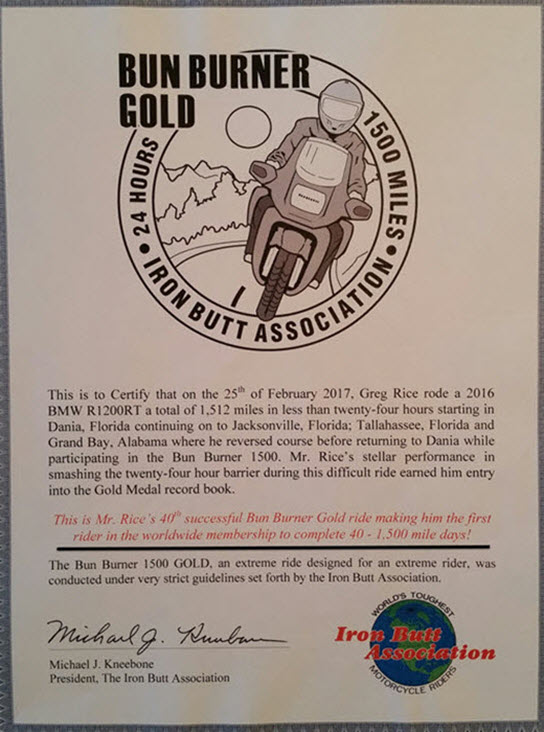 BUN BURNER
GOLD
24 HOURS
1500 MILES
• IRON BUTT ASSOCIATION •
This is to Certify that on the 25th of February 2017, Greg Rice rode a 2016
BMW R1200RT a total of 1,512 miles in less than twenty-four hours starting in
Dania, Florida continuing on to Jacksonville, Florida; Tallahassee, Florida and
Grand Bay, Alabama where he reversed course before returning to Dania while
participating in the Bun Burner 1500. Mr. Rice's stellar performance in
smashing the twenty-four hour barrier during this difficult ride earned him entry
into the Gold Medal record book.
This is Mr. Rice's 40th successful Bun Burner Gold ride making him the first
rider in the worldwide membership to complete 40 - 1,500 mile days!
The Bun Burner 1500 GOLD, an extreme ride designed for an extreme rider, was
conducted under very strict guidelines set forth by the Iron Butt Association.
Michael J. Kneebone
Michael J. Kneebone
President, The Iron Butt Association
WORLD'S TOUGHEST
Iron Butt
Association
MOTORCYCLE RIDERS